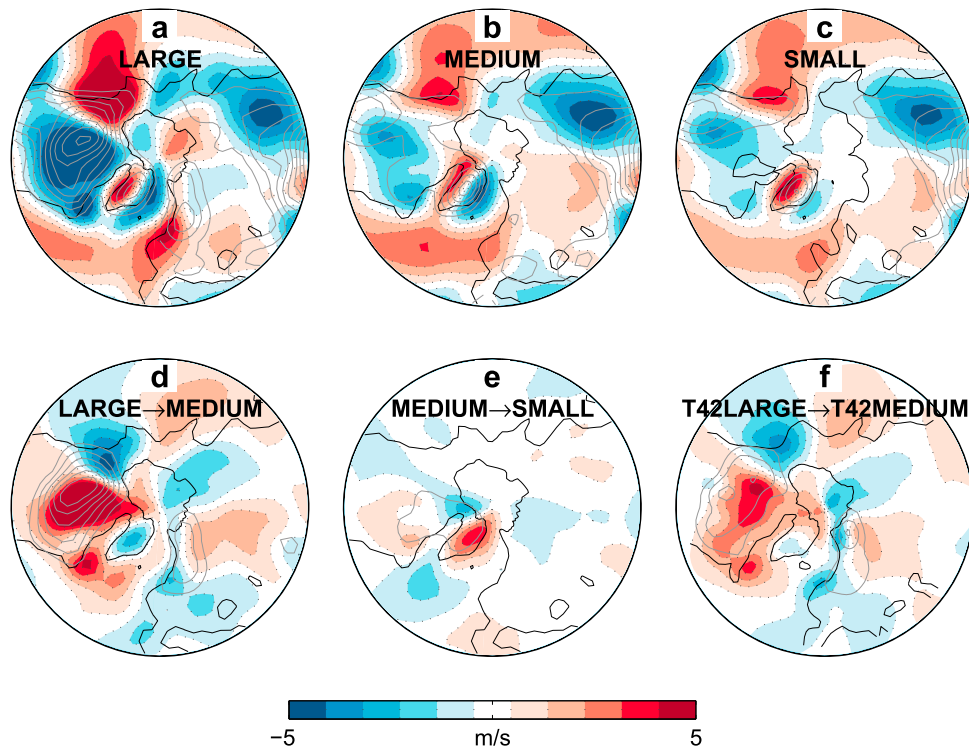 a
LARGE
b
MEDIUM
c
SMALL
d
LARGE→MEDIUM
e
MEDIUM→SMALL
f
T42LARGE→T42MEDIUM
−5
m/s
5